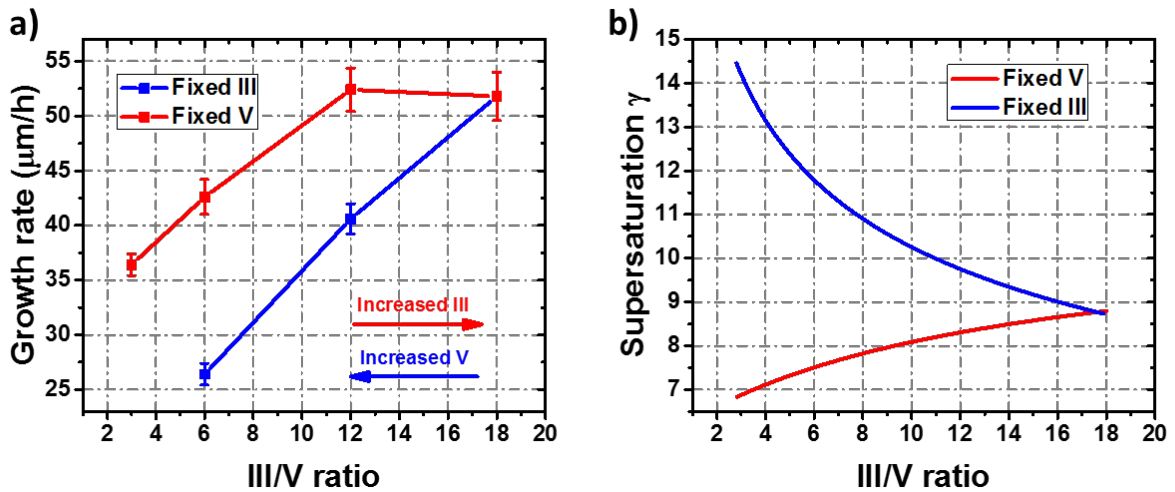 a)
Growth rate (μm/h)
55
50
45
40
35
30
25
Fixed III
Fixed V
Increased III
Increased V
2 4 6 8 10 12 14 16 18 20
III/V ratio
b)
Supersaturation γ
15
14
13
12
11
10
9
8
7
Fixed V
Fixed III
2 4 6 8 10 12 14 16 18 20
III/V ratio